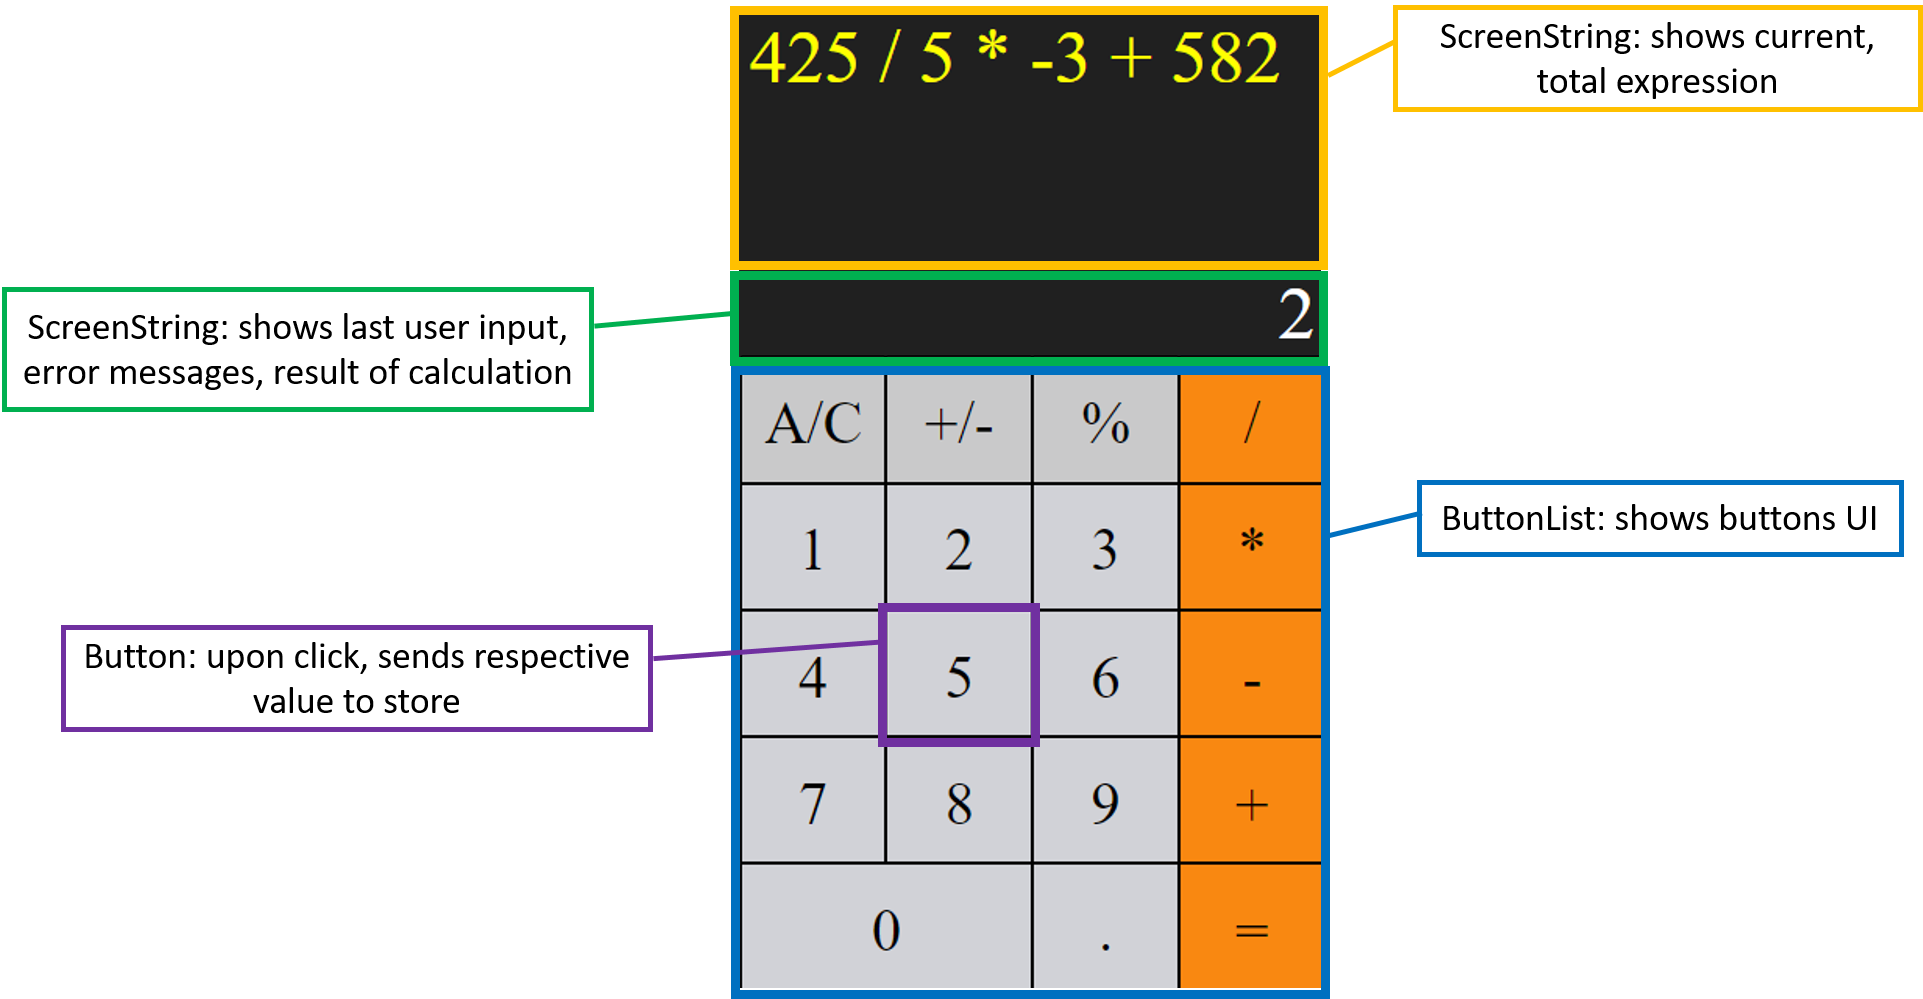 425 / 5 * -3 + 582
ScreenString: shows current,
total expression
2
ScreenString: shows last user input,
error messages, result of calculation
A/C +/- % /
1 2 3 *
ButtonList: shows buttons UI
4 5 6 -
Button: upon click, sends respective
value to store
7 8 9 +
0 . =